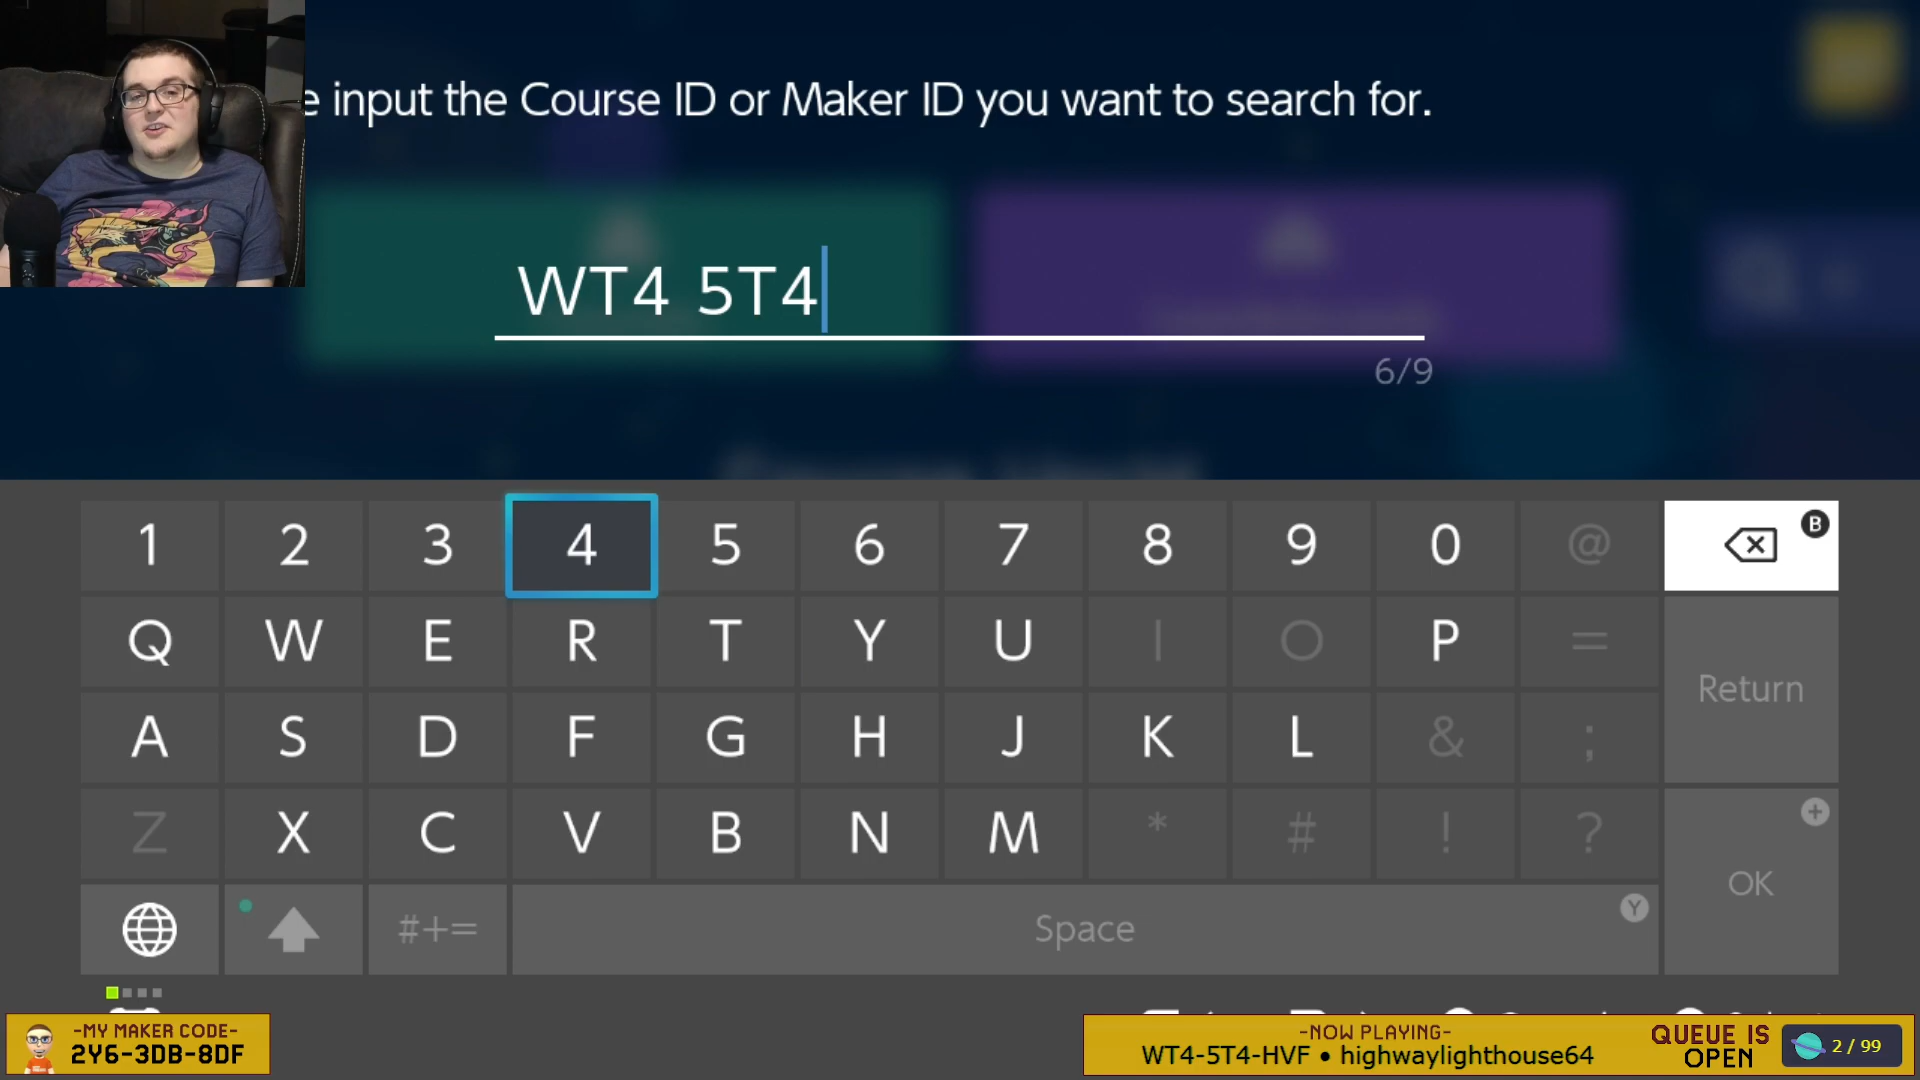 e input the Course ID or Maker ID you want to search for.
WT4 5T4
6/9
1 2 3 4 5 6 7 8 9 0 @ B
Q W E R T Y U I O P =
Return
A S D F G H J K L & ;
Z X C V B N M * # ! ?
OK
#+= Space Y
-MY MAKER CODE-
2Y6-3DB-8DF
-NOW PLAYING-
WT4-5T4-HVF • highwaylighthouse64
QUEUE IS
OPEN
2 / 99